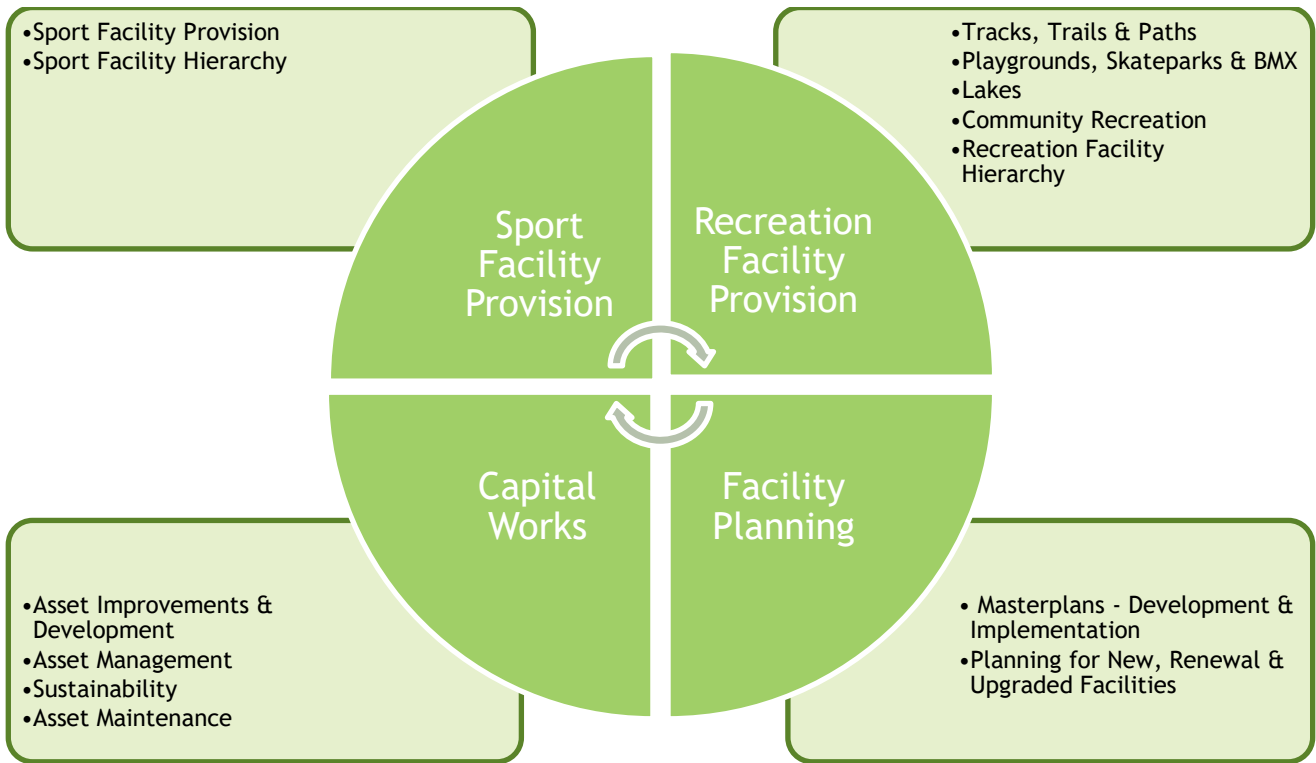 •Sport Facility Provision
•Sport Facility Hierarchy
•Tracks, Trails & Paths
•Playgrounds, Skateparks & BMX
•Lakes
•Community Recreation
•Recreation Facility
Hierarchy
Sport
Facility
Provision
Recreation
Facility
Provision
Capital
Works
Facility
Planning
•Asset Improvements &
Development
•Asset Management
•Sustainability
•Asset Maintenance
• Masterplans - Development &
Implementation
•Planning for New, Renewal &
Upgraded Facilities